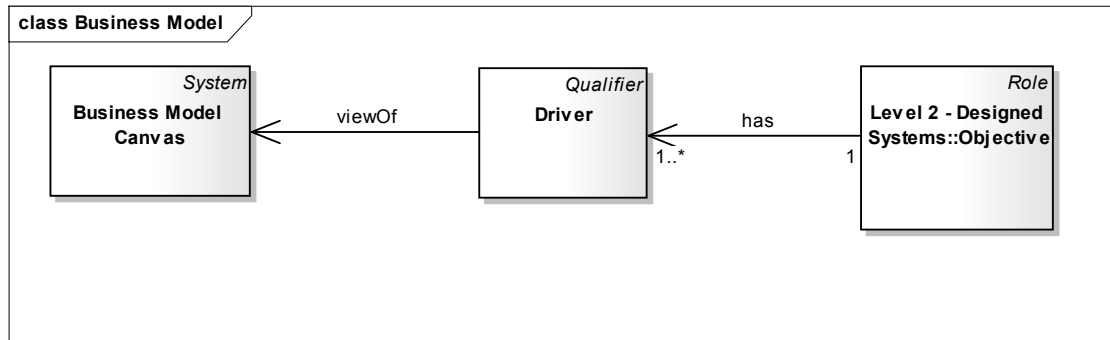 class Business Model
System
Business Model
Canvas
viewOf
Qualifier
Driver
has
1..*
1
Role
Level 2 - Designed
Systems::Objective